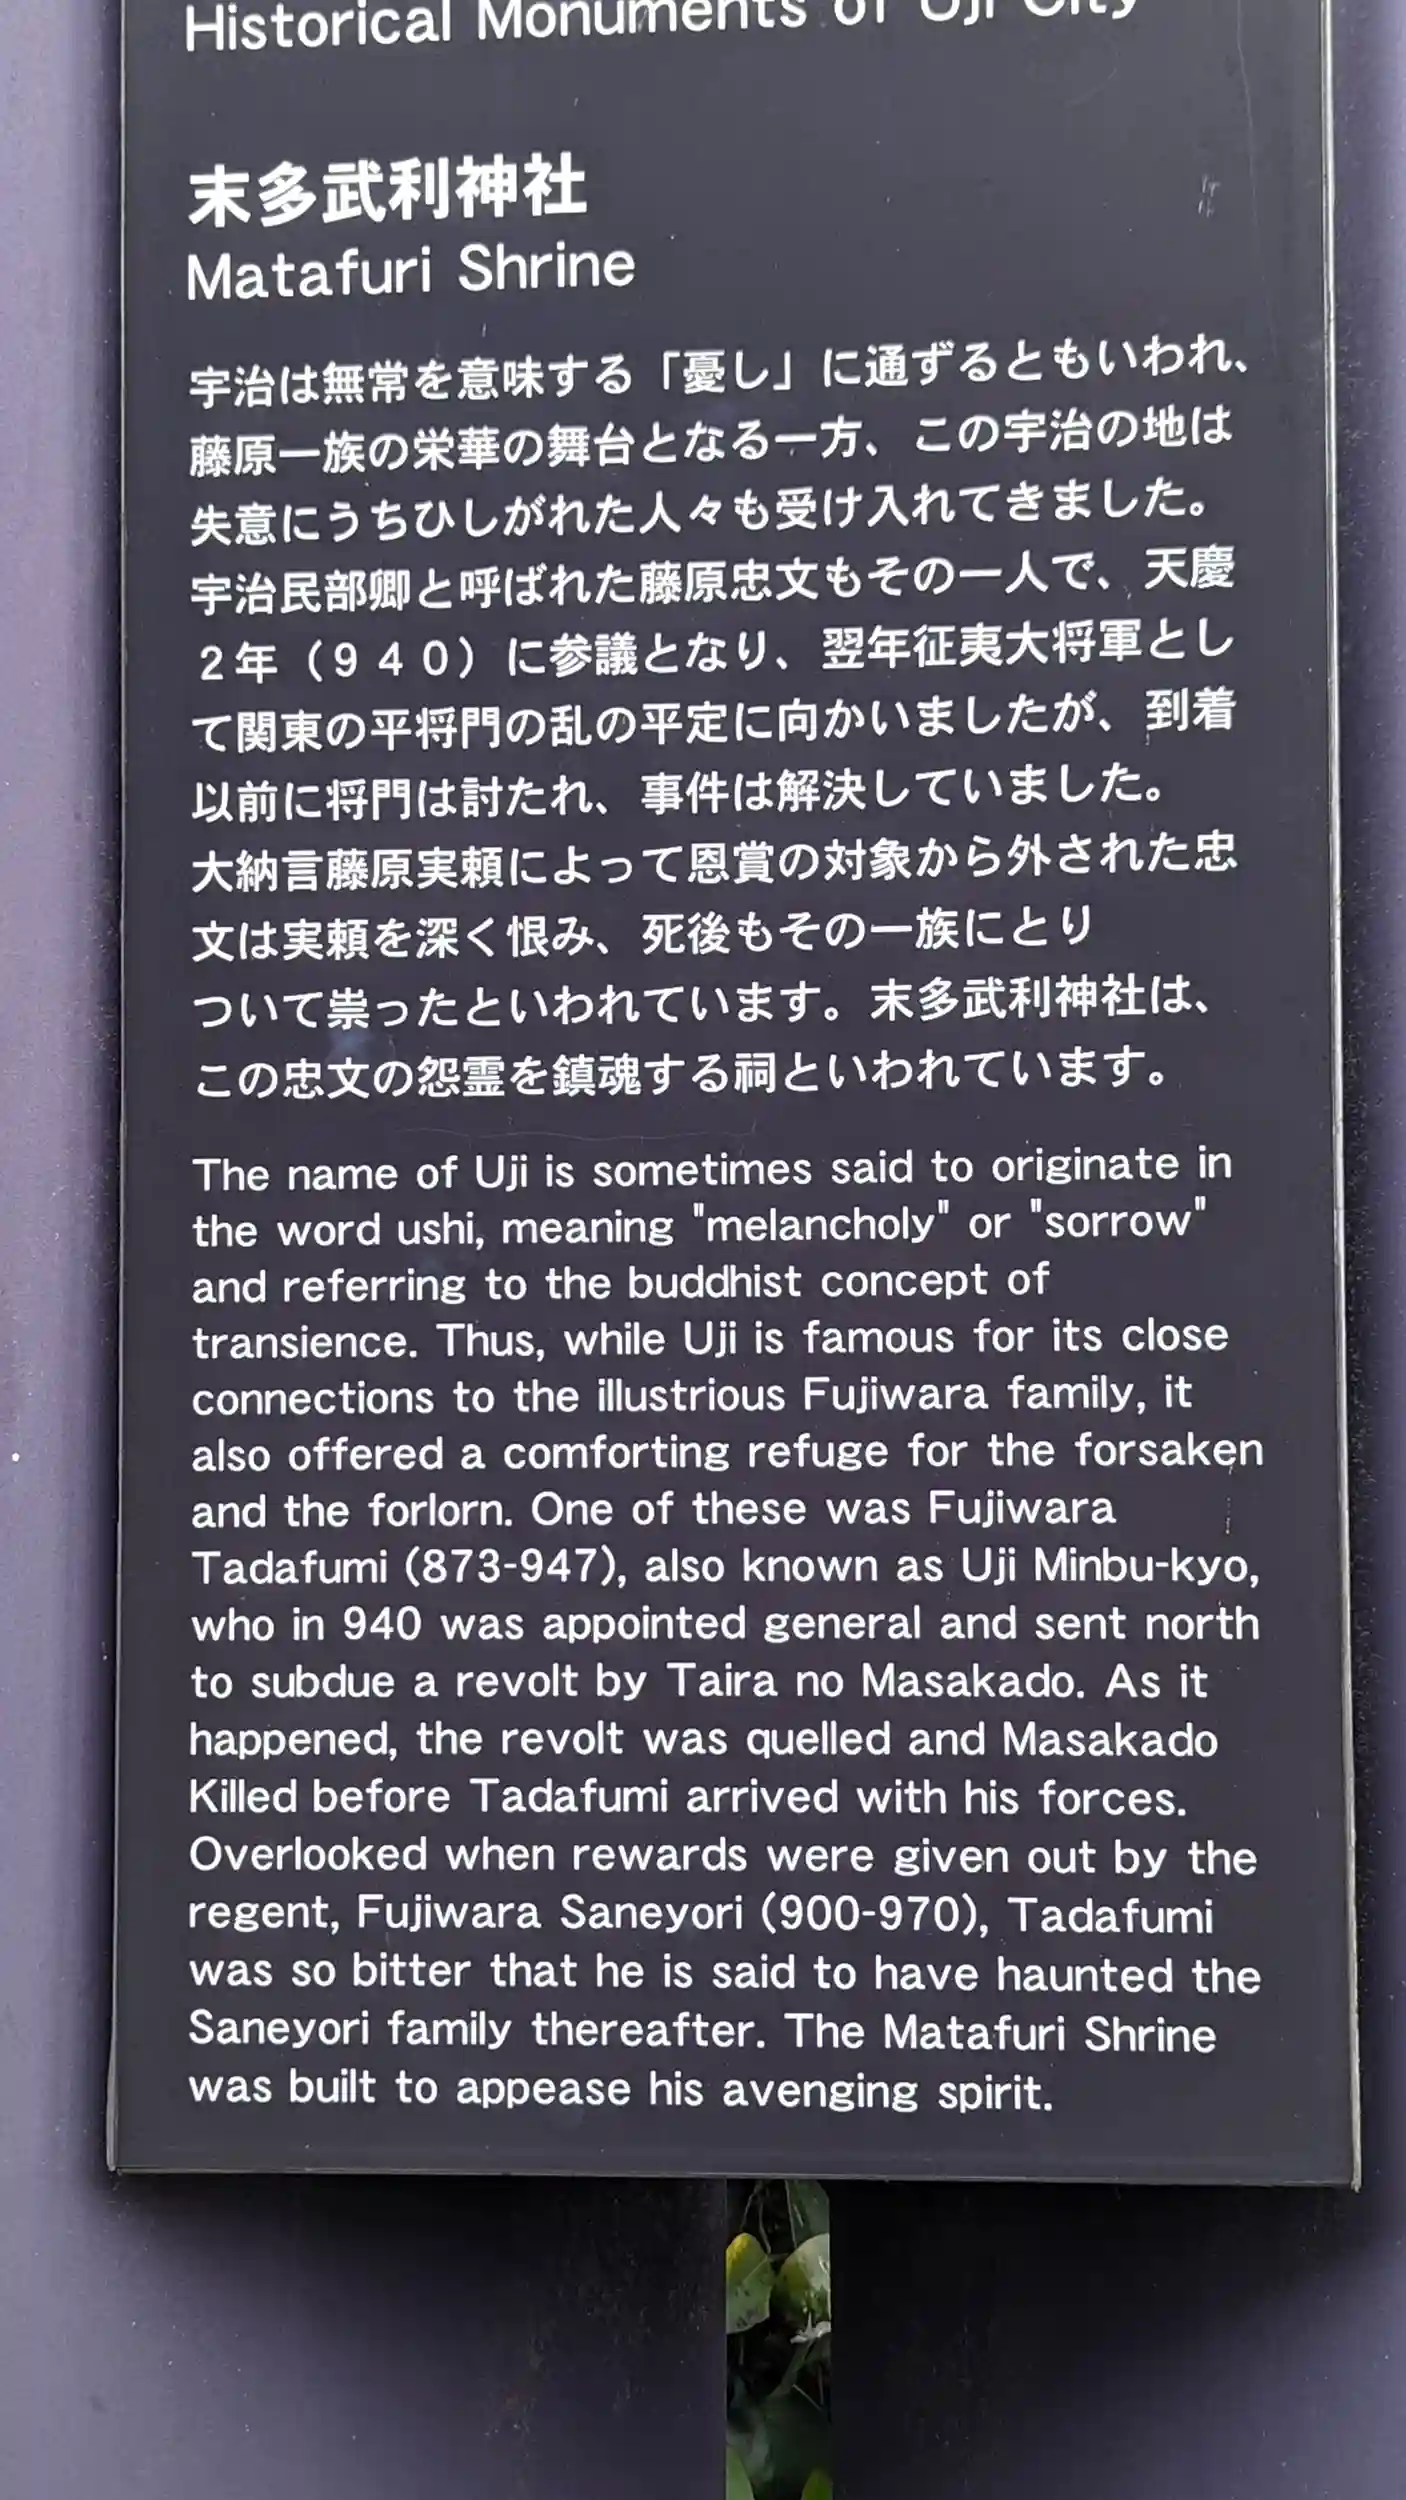 Historical Monuments of Uji City
末多武利神社
Matafuri Shrine
宇治は無常を意味する「憂し」に通ずるともいわれ、
藤原一族の栄華の舞台となる一方、この宇治の地は
失意にうちひしがれた人々も受け入れてきました。
宇治民部卿と呼ばれた藤原忠文もその一人で、天慶
２年（９４０）に参議となり、翌年征夷大将軍とし
て関東の平将門の乱の平定に向かいましたが、到着
以前に将門は討たれ、事件は解決していました。
大納言藤原実頼によって恩賞の対象から外された忠
文は実頼を深く恨み、死後もその一族にとり
ついて祟ったといわれています。末多武利神社は、
この忠文の怨霊を鎮魂する祠といわれています。
The name of Uji is sometimes said to originate in
the word ushi, meaning "melancholy" or "sorrow"
and referring to the buddhist concept of
transience. Thus, while Uji is famous for its close
connections to the illustrious Fujiwara family, it
also offered a comforting refuge for the forsaken
and the forlorn. One of these was Fujiwara
Tadafumi (873-947), also known as Uji Minbu-kyo,
who in 940 was appointed general and sent north
to subdue a revolt by Taira no Masakado. As it
happened, the revolt was quelled and Masakado
Killed before Tadafumi arrived with his forces.
Overlooked when rewards were given out by the
regent, Fujiwara Saneyori (900-970), Tadafumi
was so bitter that he is said to have haunted the
Saneyori family thereafter. The Matafuri Shrine
was built to appease his avenging spirit.